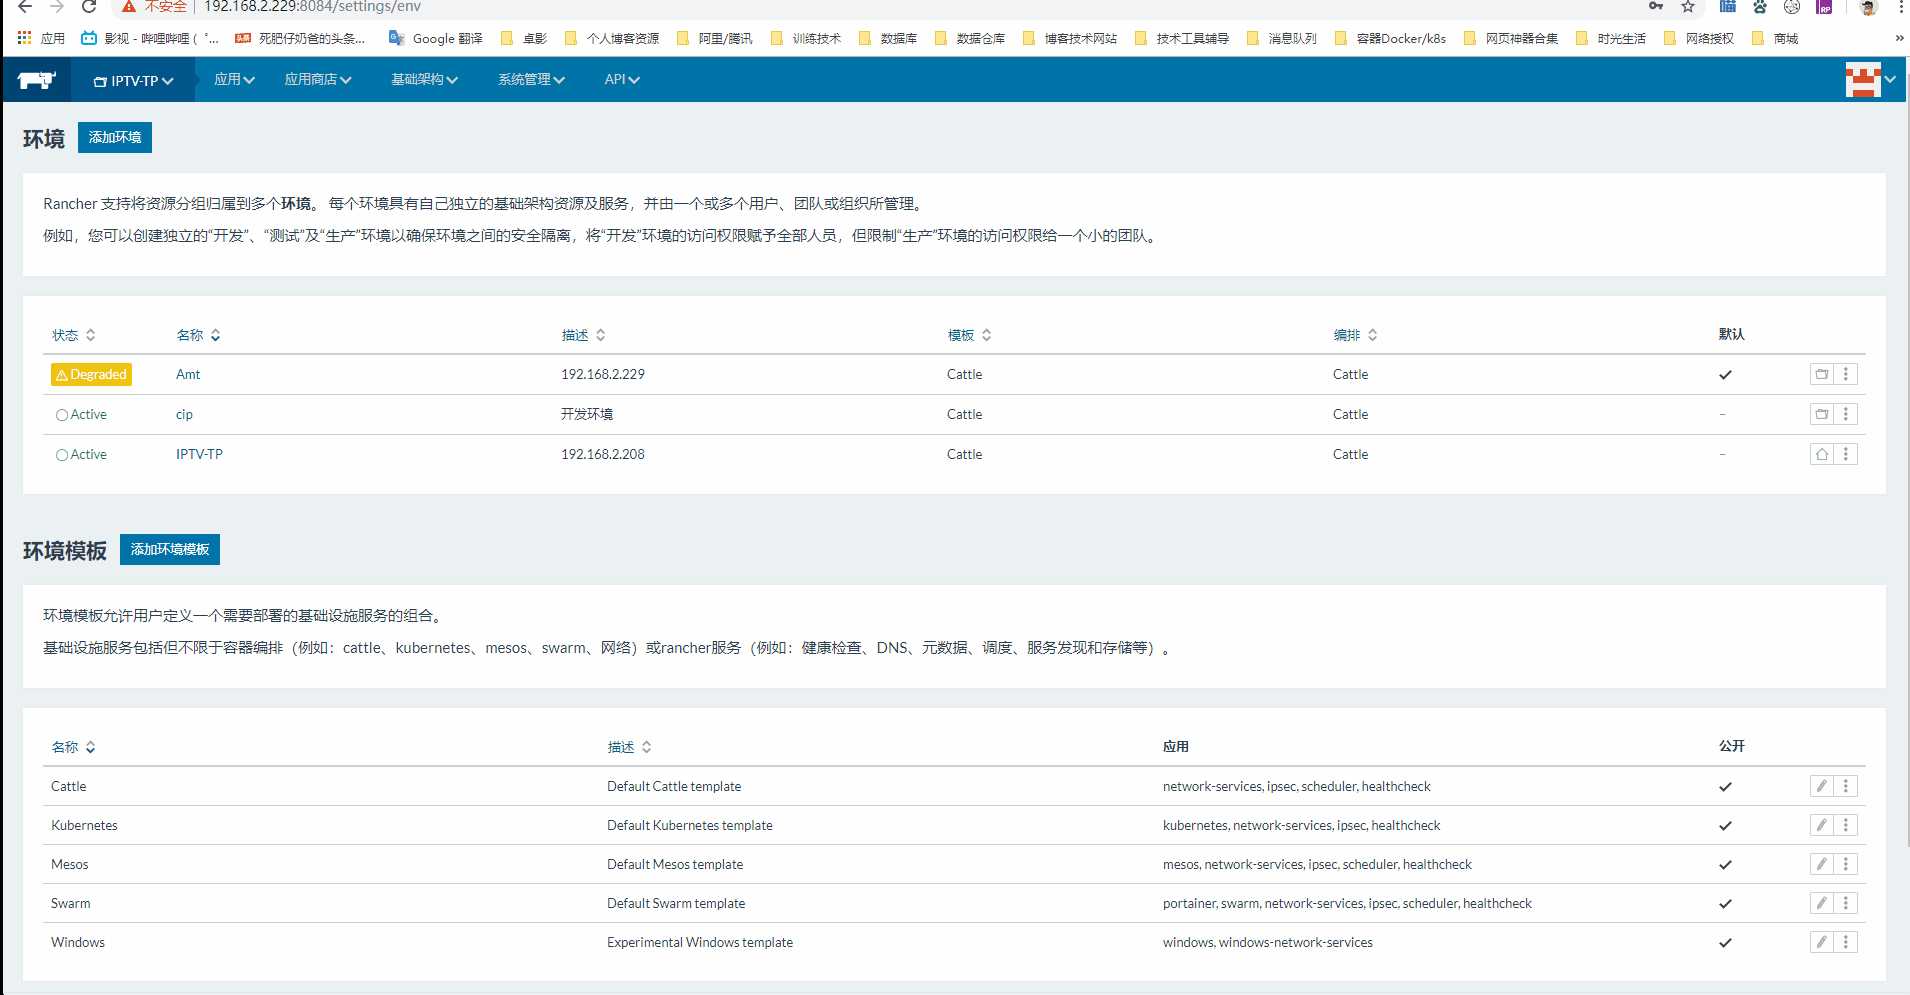 不安全 192.168.2.229:8084/settings/env
应用 影视 - 哔哩哔哩 ( ゜... 死肥仔奶爸的头条... Google 翻译 卓影 个人博客资源 阿里/腾讯 训练技术 数据库 数据仓库 博客技术网站 技术工具辅导 消息队列 容器Docker/k8s 网页神器合集 时光生活 网络授权 商城 »
IPTV-TP 应用 应用商店 基础架构 系统管理 API
环境 添加环境
Rancher 支持将资源分组归属到多个环境。 每个环境具有自己独立的基础架构资源及服务，并由一个或多个用户、团队或组织所管理。
例如，您可以创建独立的“开发”、“测试”及“生产”环境以确保环境之间的安全隔离，将“开发”环境的访问权限赋予全部人员，但限制“生产”环境的访问权限给一个小的团队。
状态 名称 描述 模板 编排 默认
Degraded Amt 192.168.2.229 Cattle Cattle
Active cip 开发环境 Cattle Cattle –
Active IPTV-TP 192.168.2.208 Cattle Cattle –
环境模板 添加环境模板
环境模板允许用户定义一个需要部署的基础设施服务的组合。
基础设施服务包括但不限于容器编排（例如：cattle、kubernetes、mesos、swarm、网络）或rancher服务（例如：健康检查、DNS、元数据、调度、服务发现和存储等）。
名称 描述 应用 公开
Cattle Default Cattle template network-services, ipsec, scheduler, healthcheck
Kubernetes Default Kubernetes template kubernetes, network-services, ipsec, healthcheck
Mesos Default Mesos template mesos, network-services, ipsec, scheduler, healthcheck
Swarm Default Swarm template portainer, swarm, network-services, ipsec, scheduler, healthcheck
Windows Experimental Windows template windows, windows-network-services